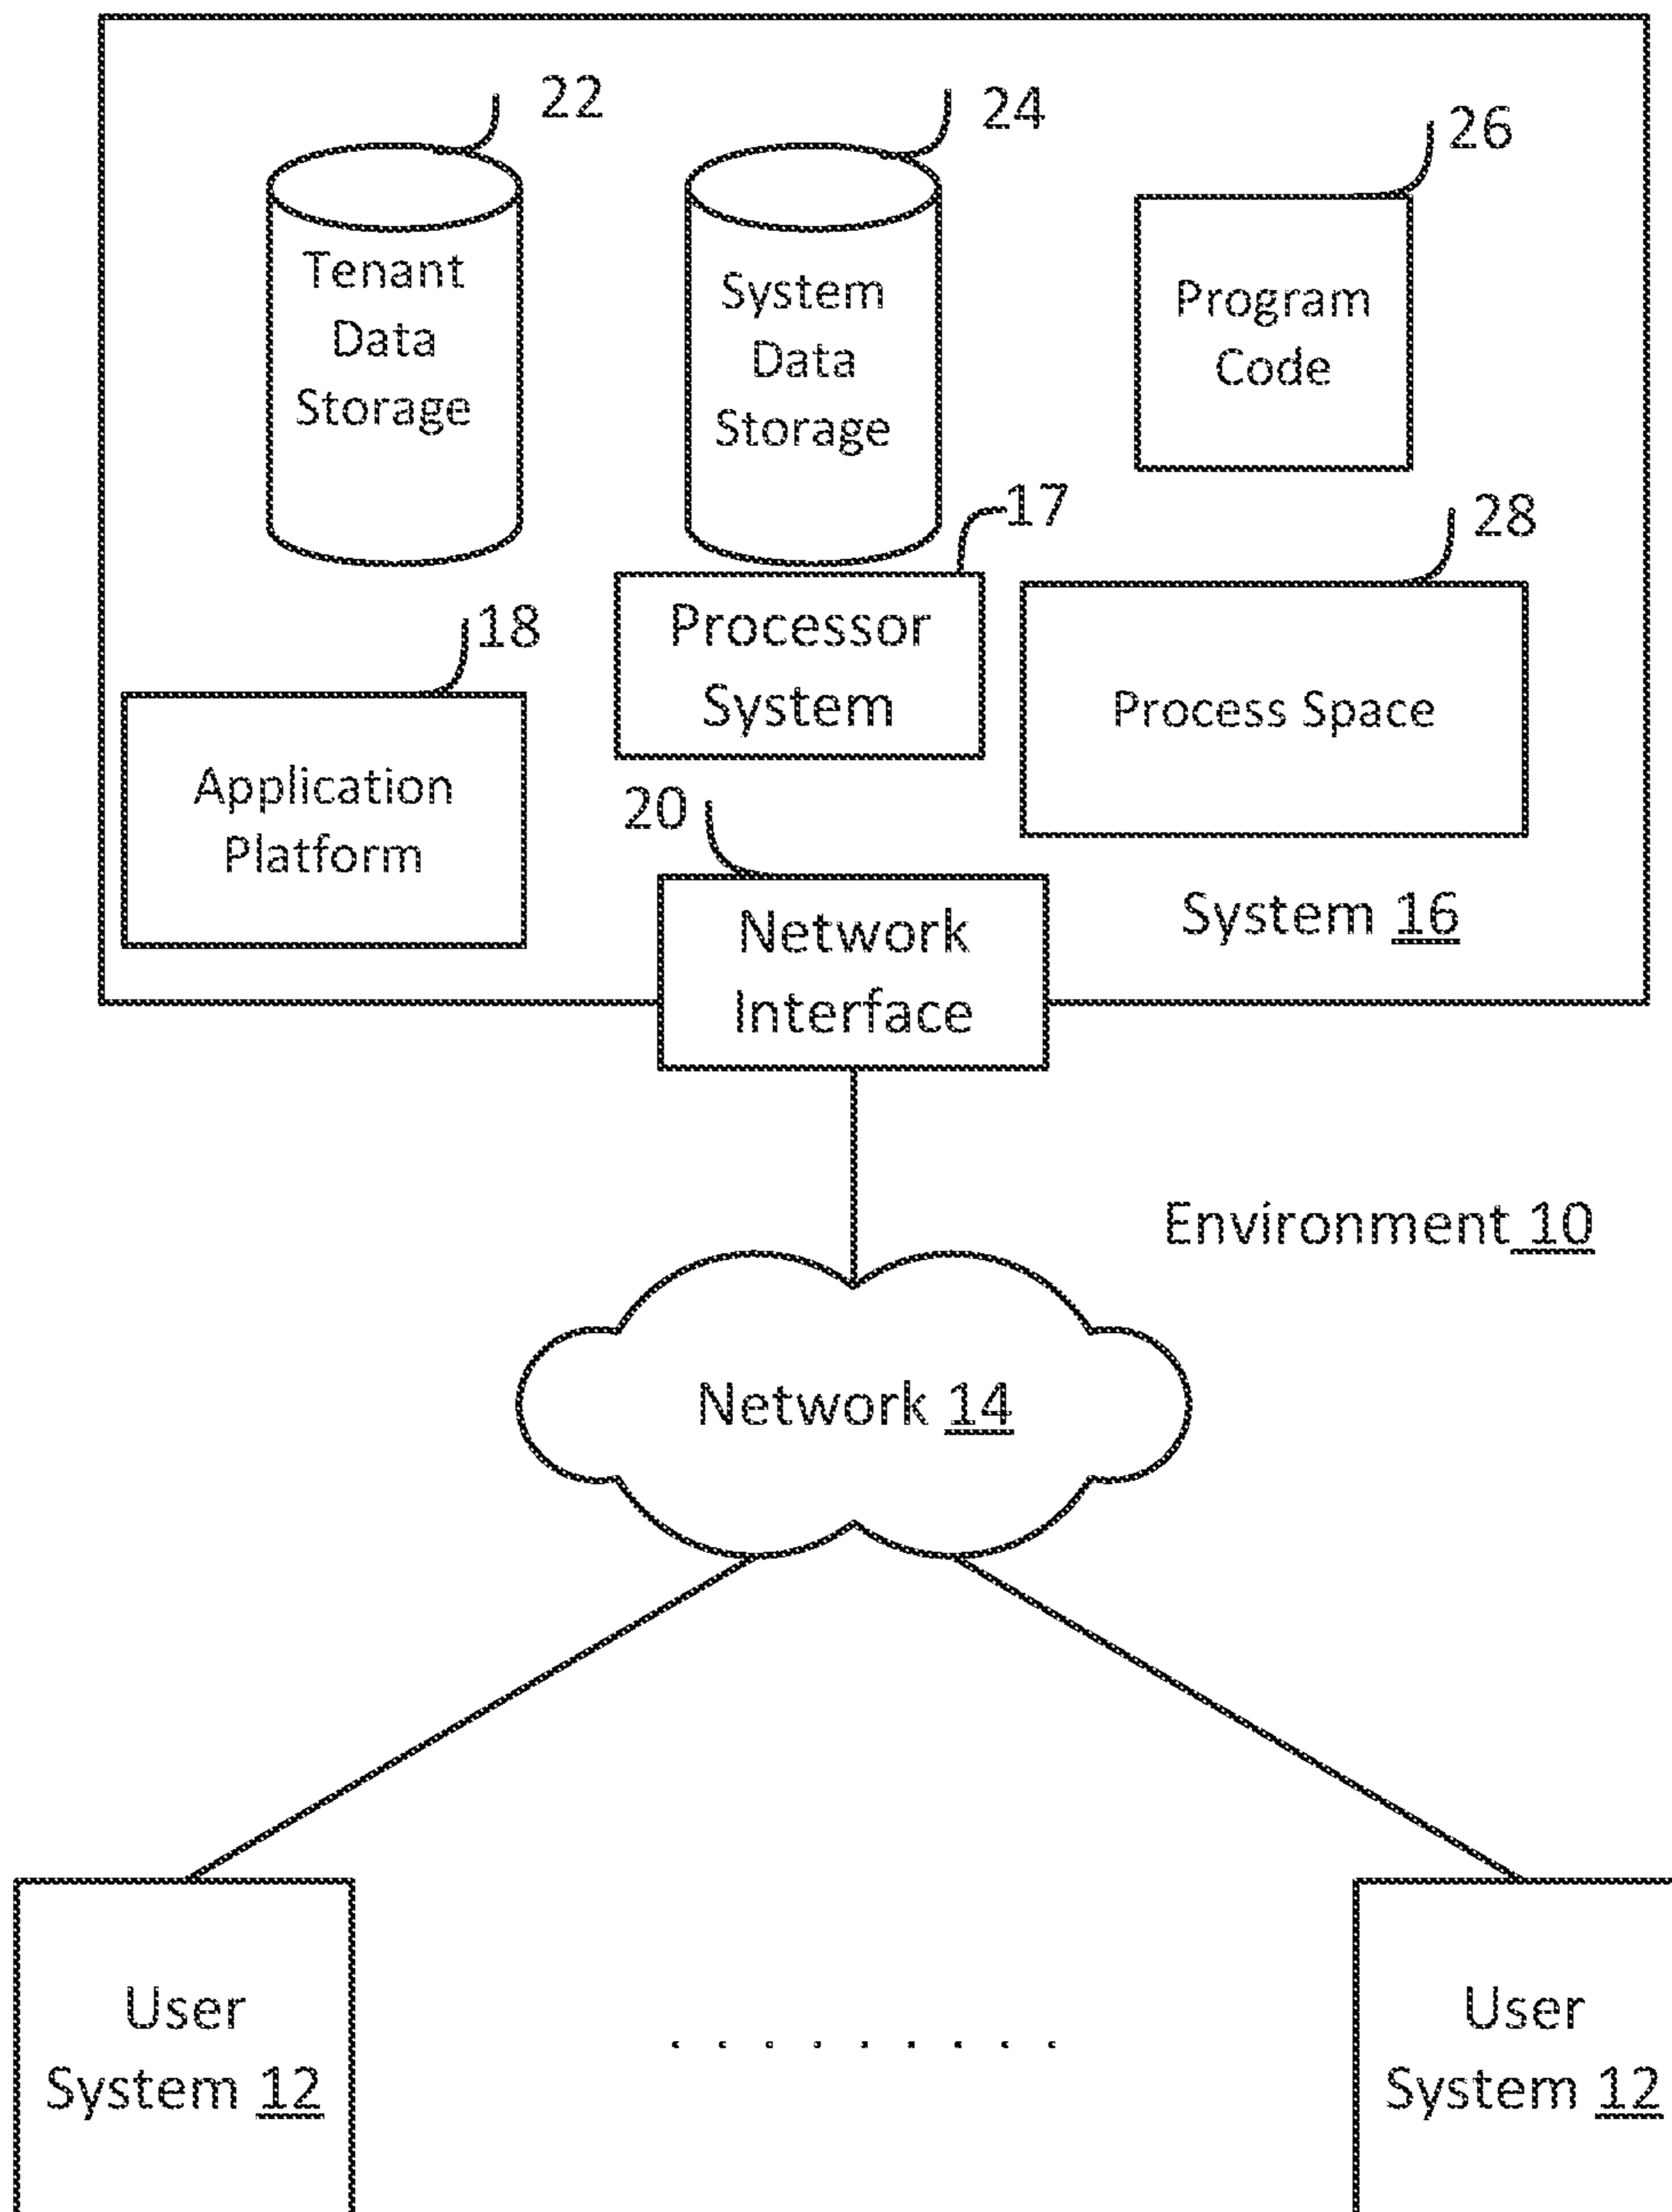 22
24
26
Tenant
Data
Storage
System
Data
Storage
Program
Code
17
28
18
Processor
System
Process Space
Application
Platform
20
Network
Interface
System 16
Environment 10
Network 14
User
System 12
User
System 12